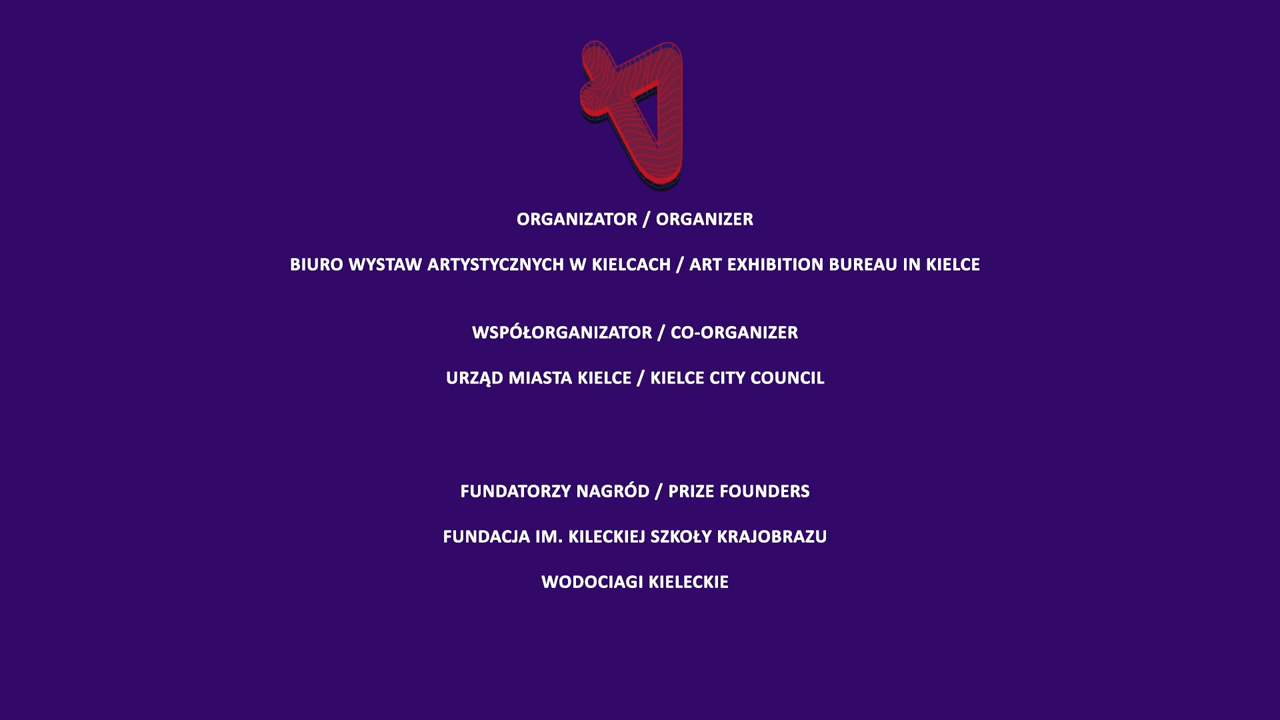 ORGANIZATOR / ORGANIZER
BIURO WYSTAW ARTYSTYCZNYCH W KIELCACH / ART EXHIBITION BUREAU IN KIELCE
WSPÓŁORGANIZATOR / CO-ORGANIZER
URZĄD MIASTA KIELCE / KIELCE CITY COUNCIL
FUNDATORZY NAGRÓD / PRIZE FOUNDERS
FUNDACJA IM. KILECKIEJ SZKOŁY KRAJOBRAZU
WODOCIAGI KIELECKIE